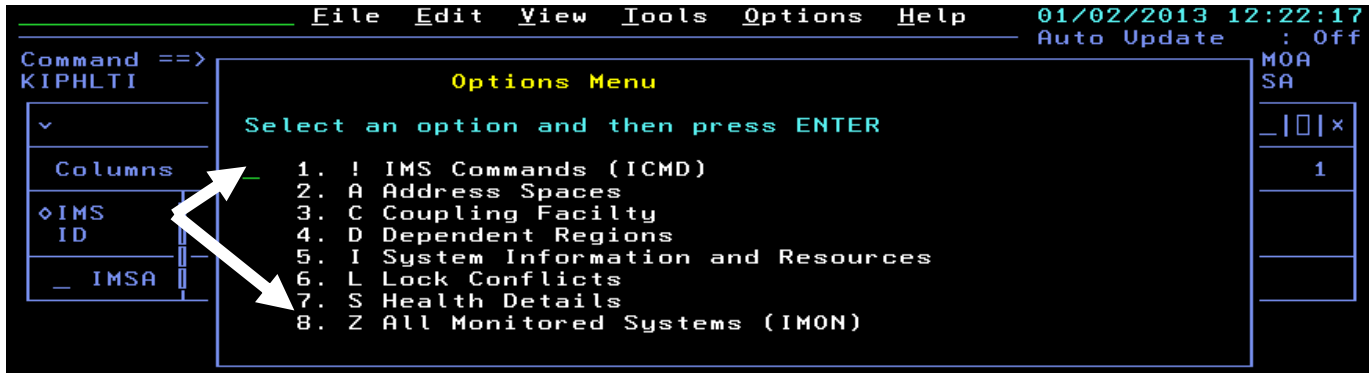 File Edit View Tools Options Help 01/02/2013 12:22:17
Auto Update : Off
Command ==> MOA
KIPHLTI SA
Options Menu
Select an option and then press ENTER
Columns 1
_ 1. ! IMS Commands (ICMD)
2. A Address Spaces
◇IMS 3. C Coupling Facilty
ID 4. D Dependent Regions
5. I System Information and Resources
_ IMSA 6. L Lock Conflicts
7. S Health Details
8. Z All Monitored Systems (IMON)